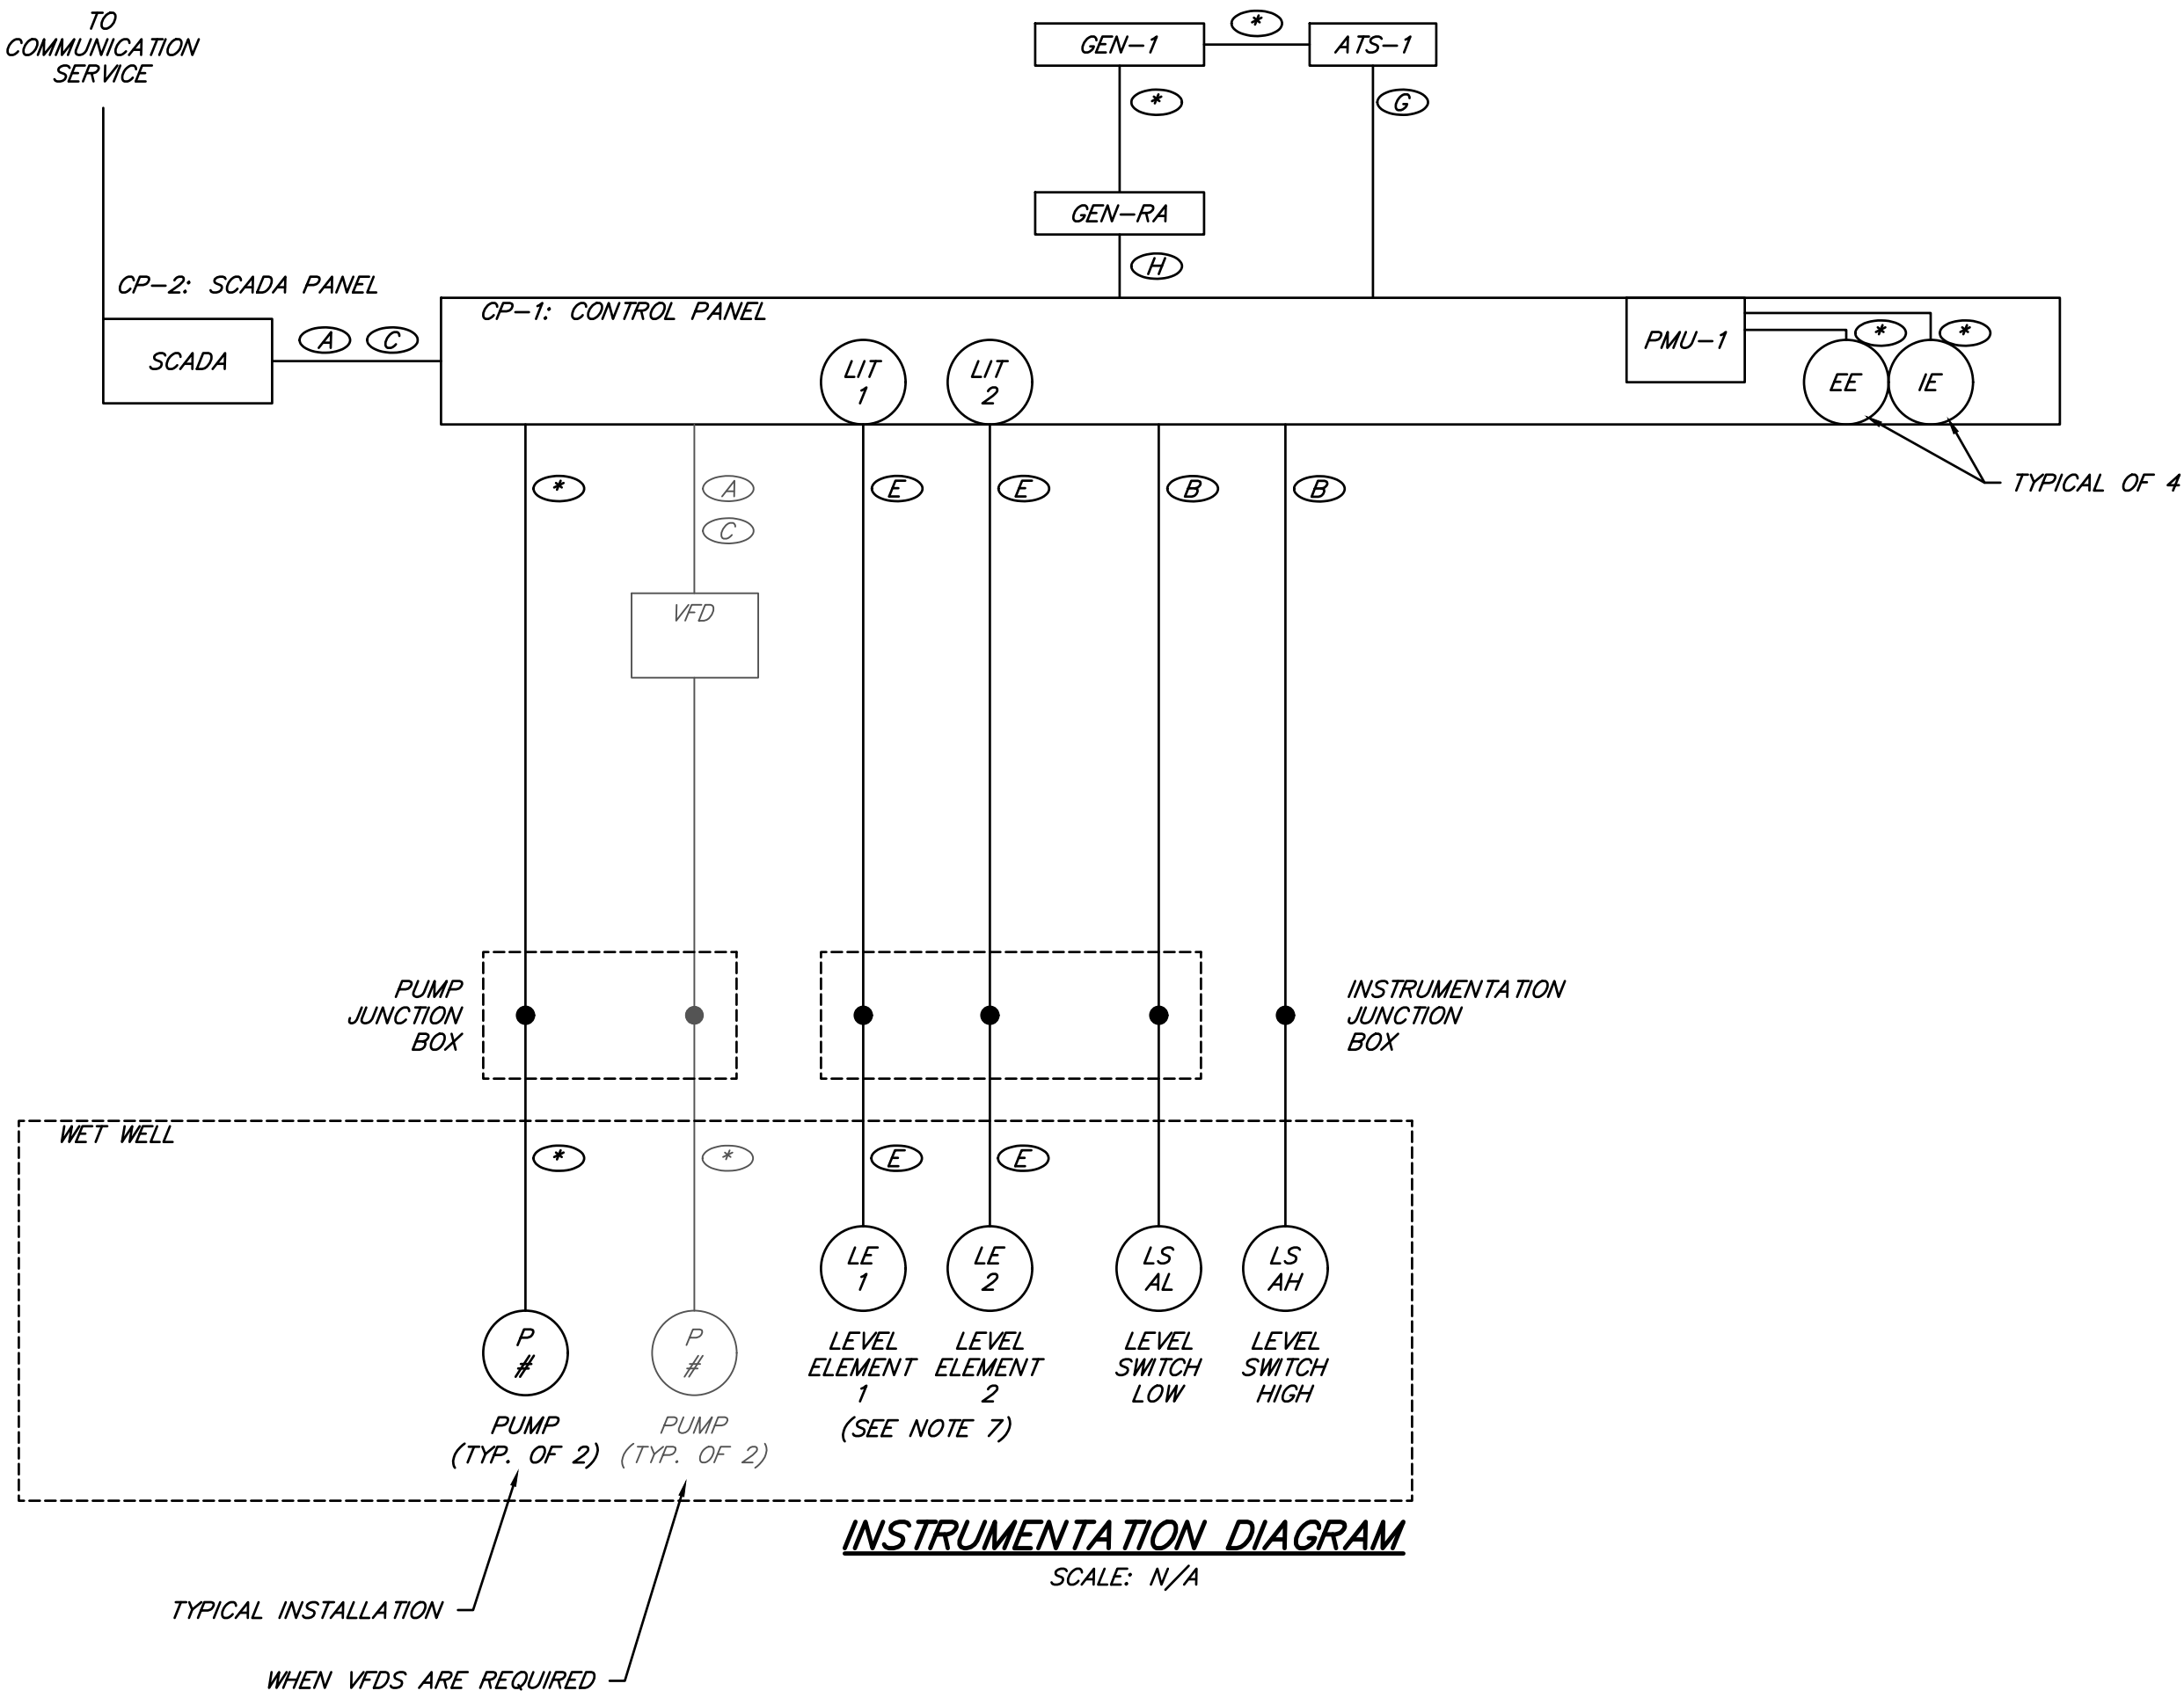 TO
COMMUNICATION
SERVICE
GEN-1
*
ATS-1
*
G
GEN-RA
H
CP-2: SCADA PANEL
SCADA
A
C
CP-1: CONTROL PANEL
LIT
1
LIT
2
PMU-1
*
*
EE
IE
TYPICAL OF 4
*
A
C
E
E
B
B
VFD
PUMP
JUNCTION
BOX
INSTRUMENTATION
JUNCTION
BOX
WET WELL
*
*
E
E
LE
1
LE
2
LS
AL
LS
AH
P
#
P
#
LEVEL
ELEMENT
1
LEVEL
ELEMENT
2
(SEE NOTE 7)
LEVEL
SWITCH
LOW
LEVEL
SWITCH
HIGH
PUMP
(TYP. OF 2)
PUMP
(TYP. OF 2)
INSTRUMENTATION DIAGRAM
SCALE: N/A
TYPICAL INSTALLATION
WHEN VFDS ARE REQUIRED